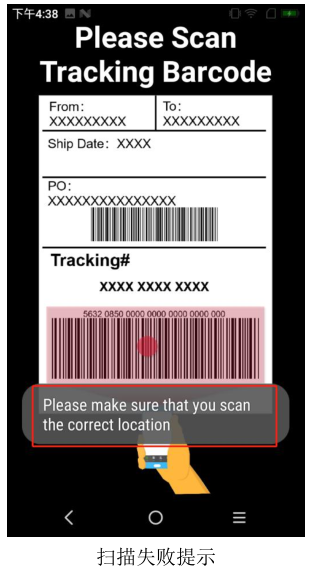 下午4:38
Please Scan
Tracking Barcode
From:
XXXXXXXXX
To:
XXXXXXXXX
Ship Date: XXXX
PO:
XXXXXXXXXXXXXXX
Tracking#
XXXX XXXX XXXX
5632 0850 0000 0000 0000 0000 000
Please make sure that you scan
the correct location
扫描失败提示